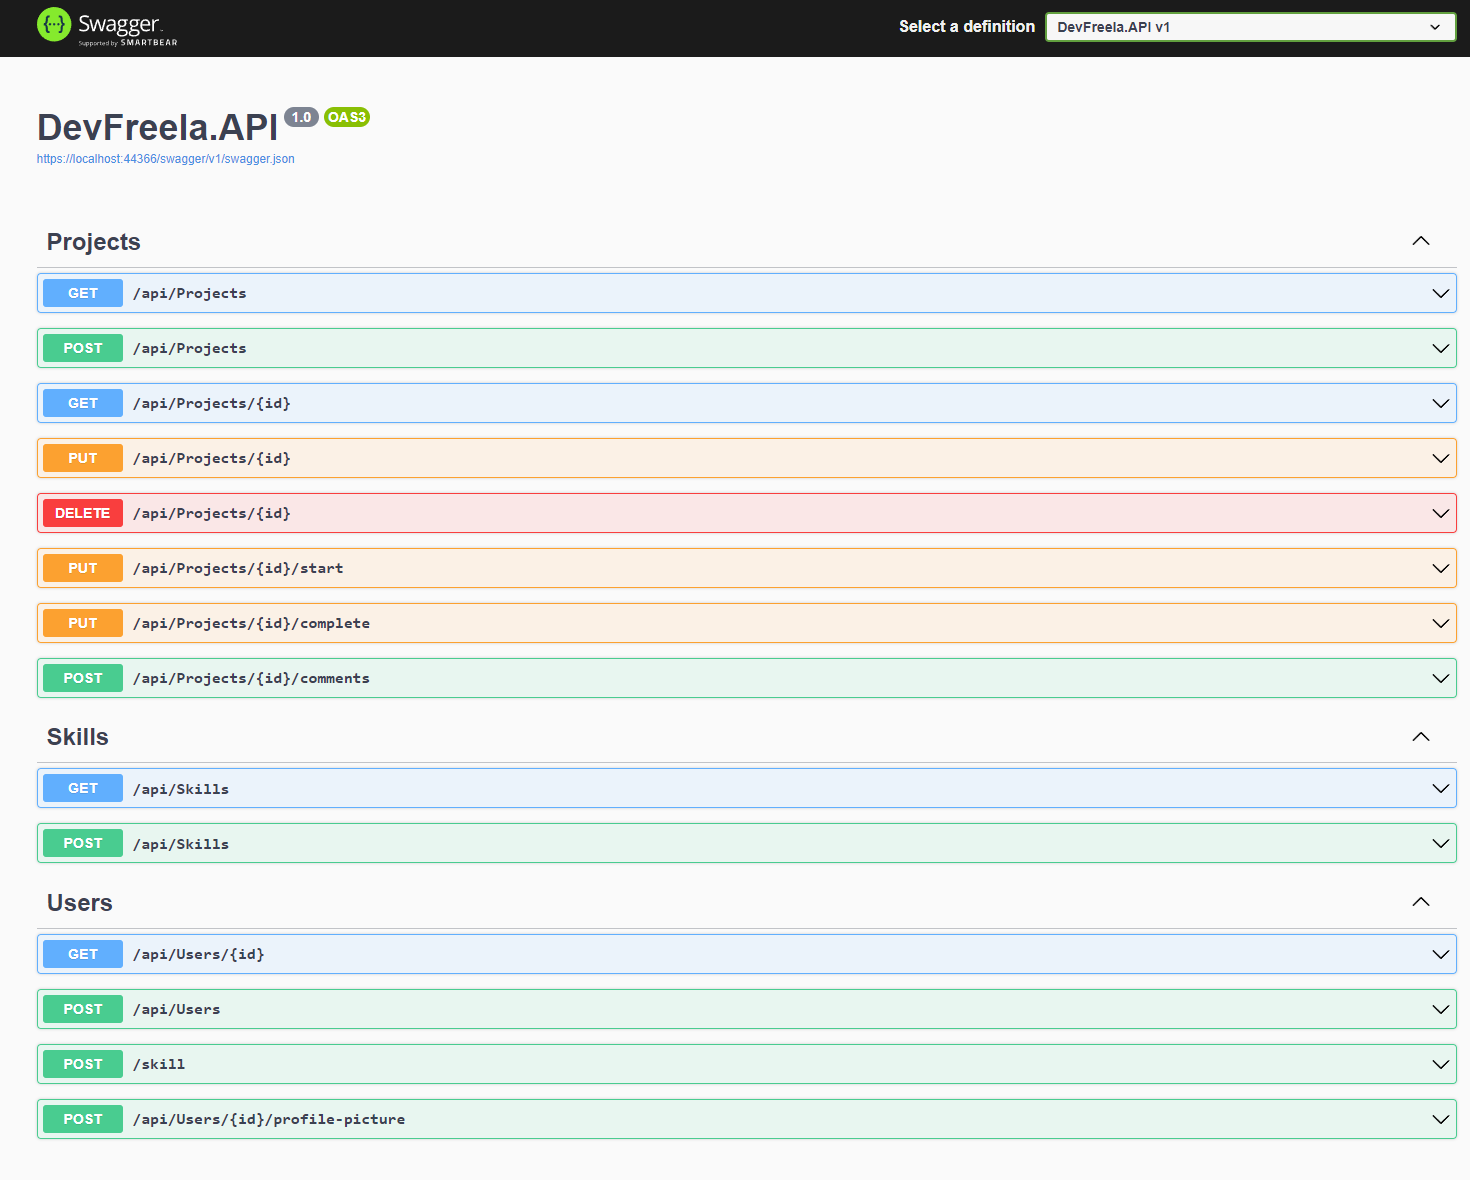 Swagger.
Supported by SMARTBEAR
Select a definition
DevFreela.API v1
DevFreela.API 1.0 OAS3
https://localhost:44366/swagger/v1/swagger.json
Projects
GET /api/Projects
POST /api/Projects
GET /api/Projects/{id}
PUT /api/Projects/{id}
DELETE /api/Projects/{id}
PUT /api/Projects/{id}/start
PUT /api/Projects/{id}/complete
POST /api/Projects/{id}/comments
Skills
GET /api/Skills
POST /api/Skills
Users
GET /api/Users/{id}
POST /api/Users
POST /skill
POST /api/Users/{id}/profile-picture